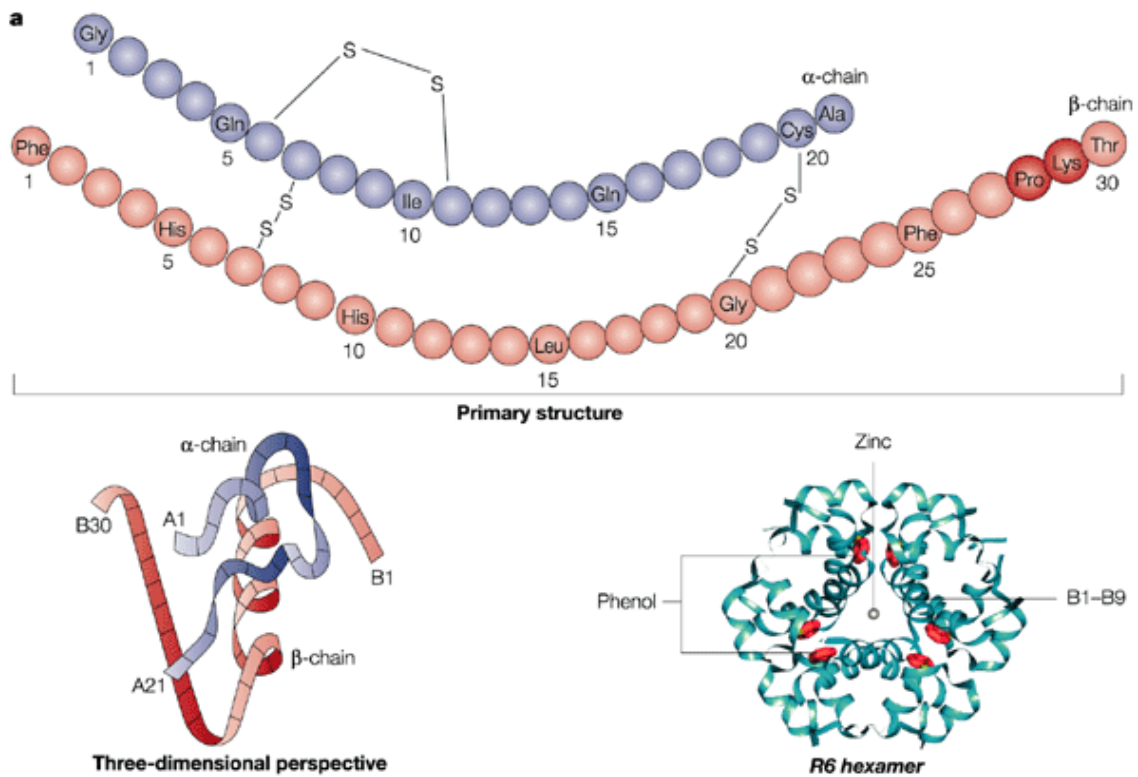 a
Gly
1
S
S
α-chain
Gln
5
Cys
20
Ala
β-chain
Phe
1
S
S
Ile
10
Gln
15
S
S
Pro
Lys
Thr
30
His
5
Phe
25
His
10
Leu
15
Gly
20
Primary structure
α-chain
B30
A1
B1
β-chain
A21
Three-dimensional perspective
Zinc
Phenol
B1–B9
R6 hexamer